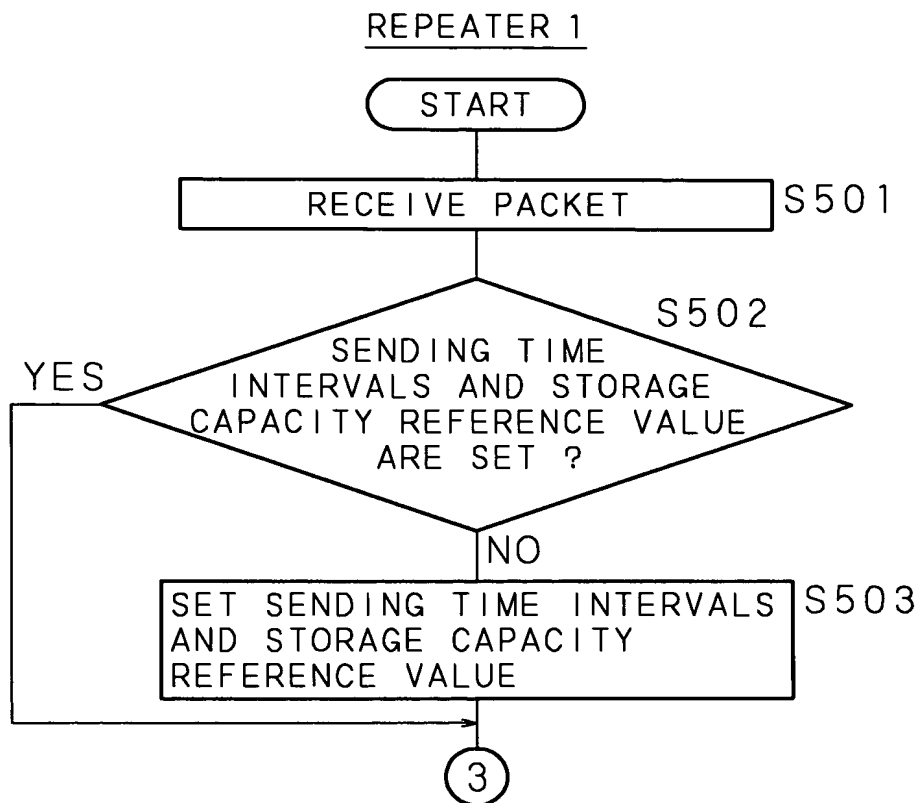 REPEATER 1
START
RECEIVE PACKET
S501
S502
SENDING TIME
INTERVALS AND STORAGE
CAPACITY REFERENCE VALUE
ARE SET ?
YES
NO
SET SENDING TIME INTERVALS
AND STORAGE CAPACITY
REFERENCE VALUE
S503
3